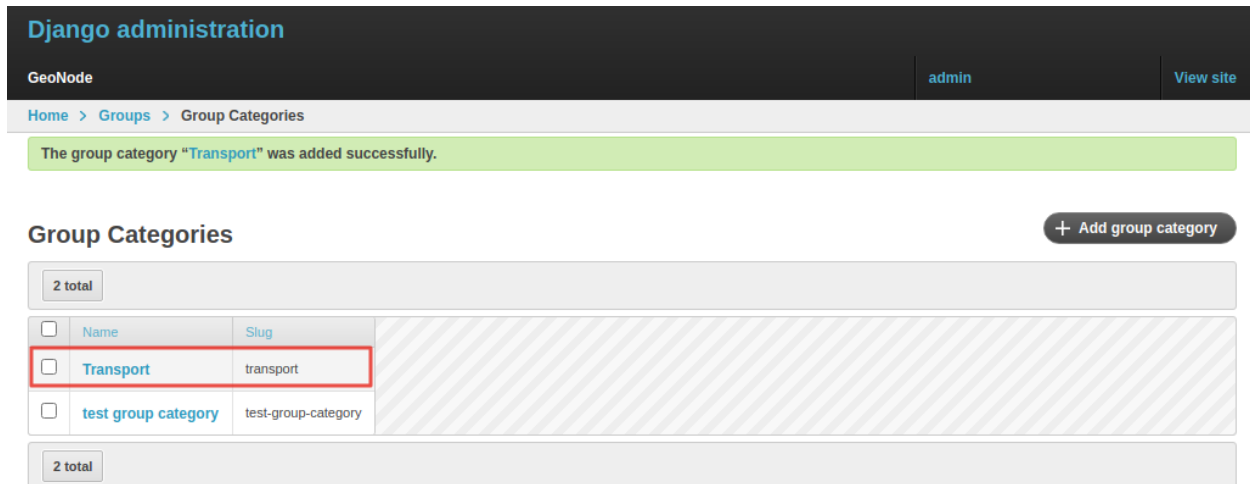 Django administration
GeoNode admin View site
Home > Groups > Group Categories
The group category “Transport” was added successfully.
Group Categories + Add group category
2 total
Name Slug
Transport transport
test group category test-group-category
2 total